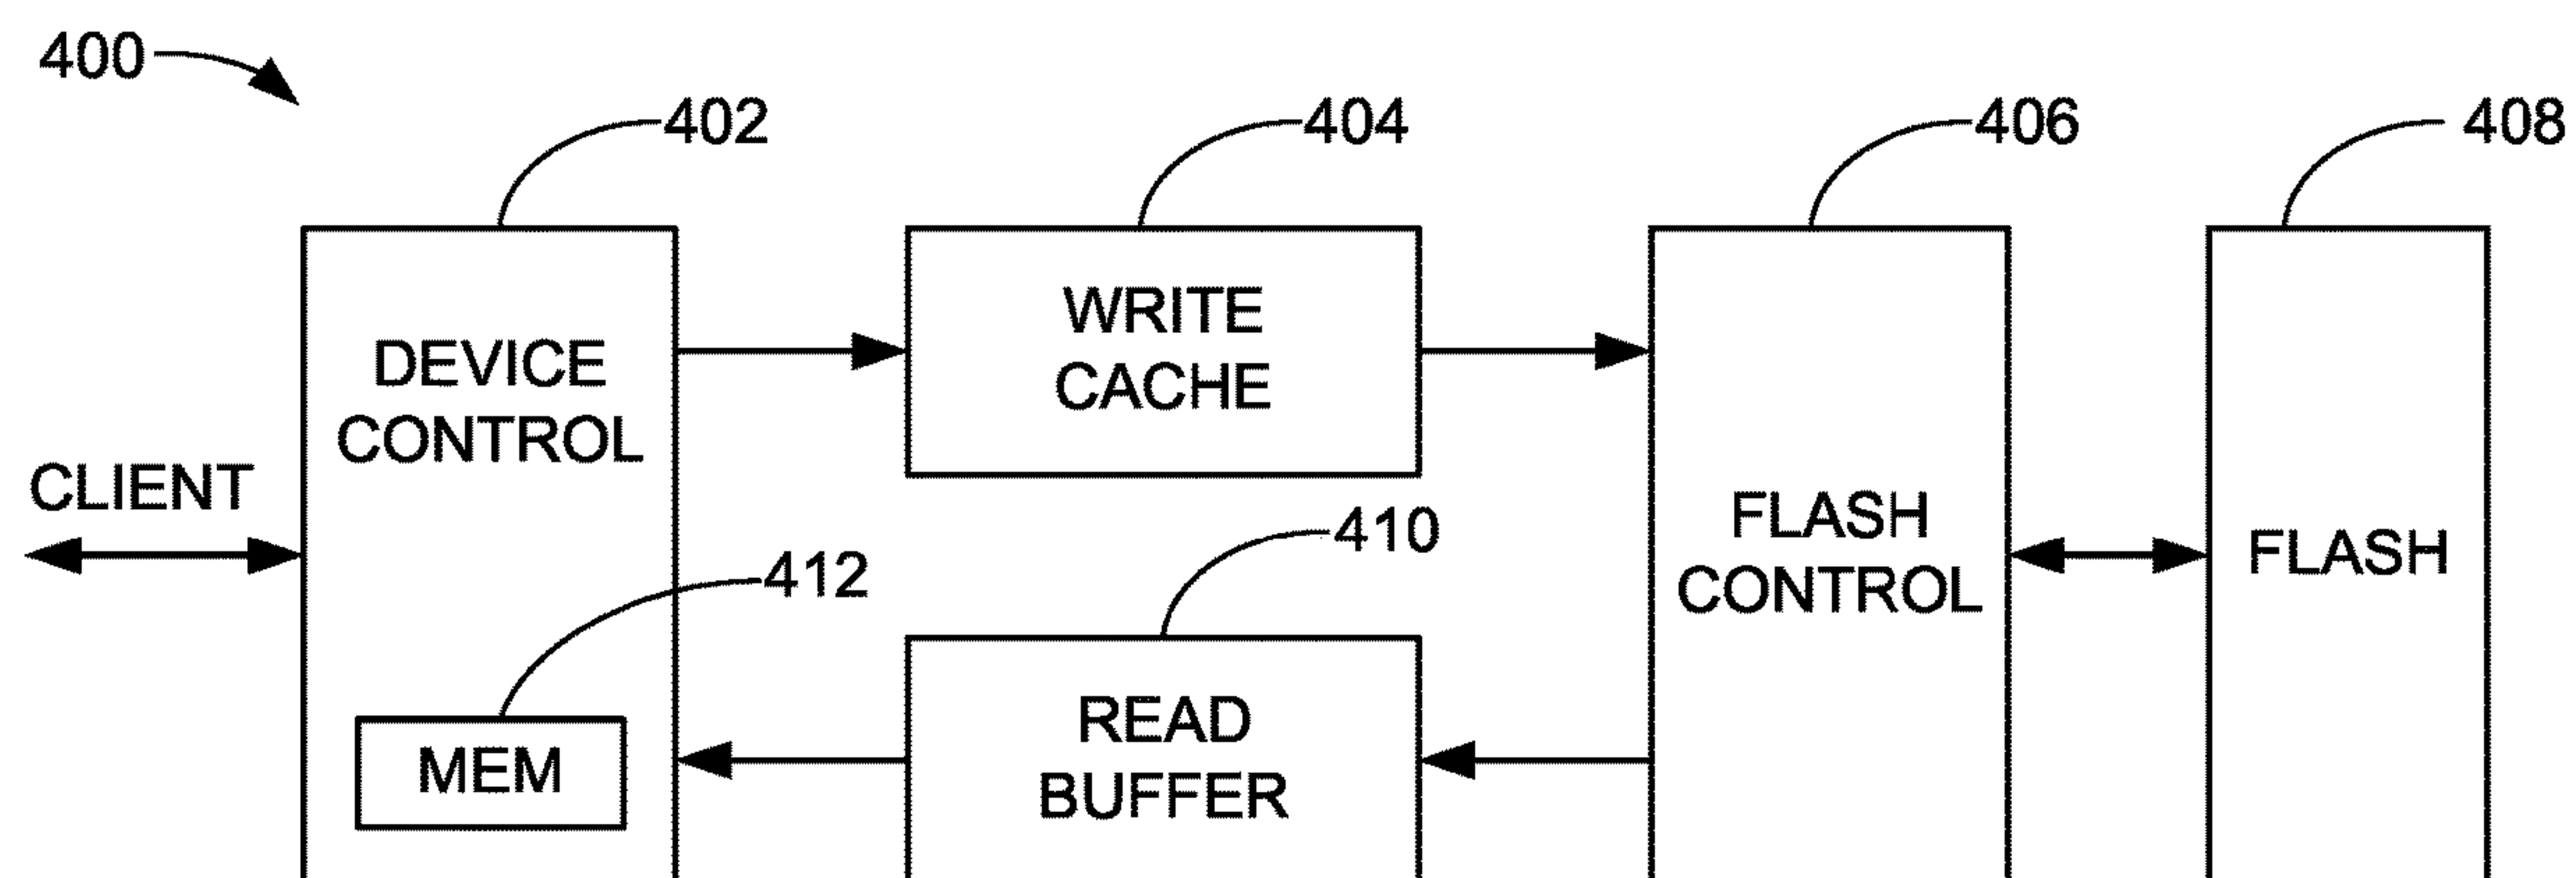 400
402
404
406
408
DEVICE
CONTROL
WRITE
CACHE
CLIENT
412
410
FLASH
CONTROL
FLASH
MEM
READ
BUFFER